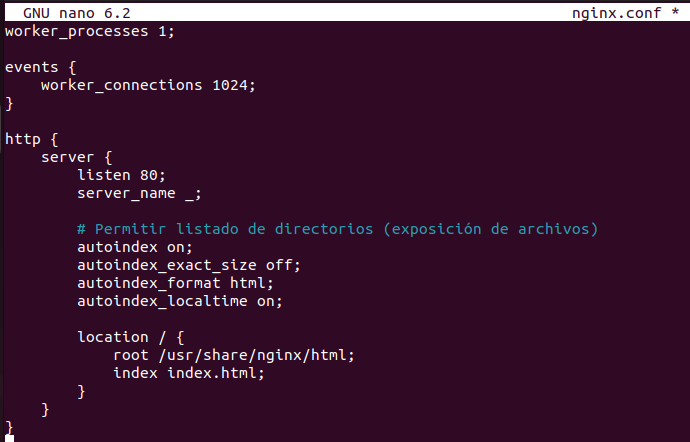 GNU nano 6.2 nginx.conf *
worker_processes 1;
events {
worker_connections 1024;
}
http {
server {
listen 80;
server_name _;
# Permitir listado de directorios (exposición de archivos)
autoindex on;
autoindex_exact_size off;
autoindex_format html;
autoindex_localtime on;
location / {
root /usr/share/nginx/html;
index index.html;
}
}
}